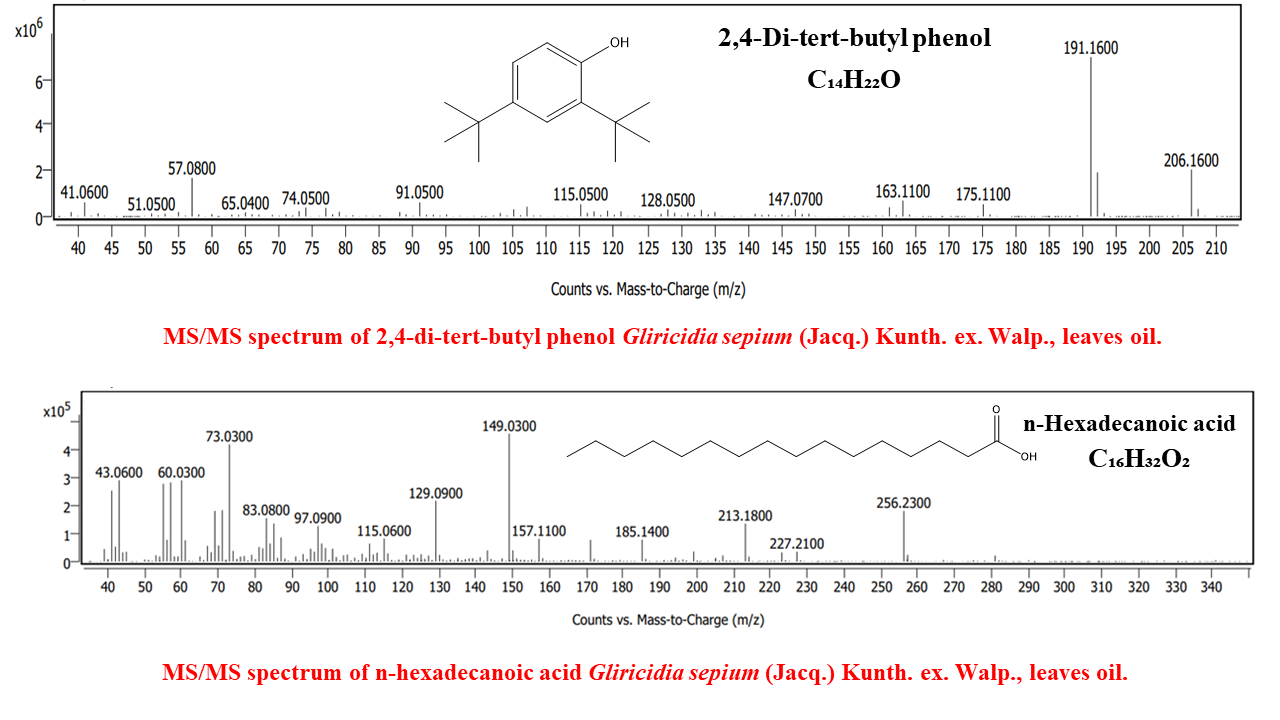 x10⁶
6
4
2
0
2,4-Di-tert-butyl phenol
C₁₄H₂₂O
OH
41.0600
51.0500
57.0800
65.0400
74.0500
91.0500
115.0500
128.0500
147.0700
163.1100
175.1100
191.1600
206.1600
40 45 50 55 60 65 70 75 80 85 90 95 100 105 110 115 120 125 130 135 140 145 150 155 160 165 170 175 180 185 190 195 200 205 210
Counts vs. Mass-to-Charge (m/z)
MS/MS spectrum of 2,4-di-tert-butyl phenol Gliricidia sepium (Jacq.) Kunth. ex. Walp., leaves oil.
x10⁵
4
3
2
1
0
n-Hexadecanoic acid
C₁₆H₃₂O₂
O
OH
43.0600
60.0300
73.0300
83.0800
97.0900
115.0600
129.0900
149.0300
157.1100
185.1400
213.1800
227.2100
256.2300
40 50 60 70 80 90 100 110 120 130 140 150 160 170 180 190 200 210 220 230 240 250 260 270 280 290 300 310 320 330 340
Counts vs. Mass-to-Charge (m/z)
MS/MS spectrum of n-hexadecanoic acid Gliricidia sepium (Jacq.) Kunth. ex. Walp., leaves oil.